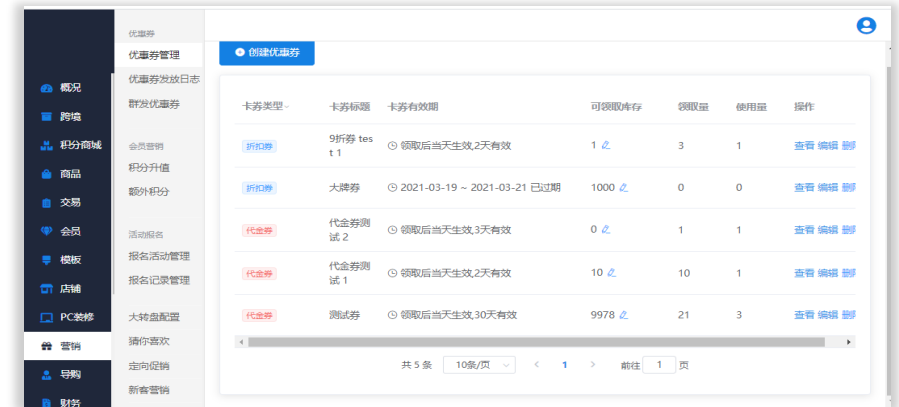 概况
跨境
积分商城
商品
交易
会员
模板
店铺
PC装修
营销
导购
财务
优惠券
优惠券管理
优惠券发放日志
群发优惠券
会员营销
积分升值
额外积分
活动报名
报名活动管理
报名记录管理
大转盘配置
猜你喜欢
定向促销
新客营销
创建优惠券
卡券类型 卡券标题 卡券有效期 可领取库存 领取量 使用量 操作
折扣券 9折券 tes
t 1 领取后当天生效,2天有效 1 3 1 查看 编辑 删
折扣券 大牌券 2021-03-19 ~ 2021-03-21 已过期 1000 0 0 查看 编辑 删
代金券 代金券测
试 2 领取后当天生效,3天有效 0 1 1 查看 编辑 删
代金券 代金券测
试 1 领取后当天生效,2天有效 10 10 1 查看 编辑 删
代金券 测试券 领取后当天生效,30天有效 9978 21 3 查看 编辑 删
共 5 条 10条/页 < 1 > 前往 1 页